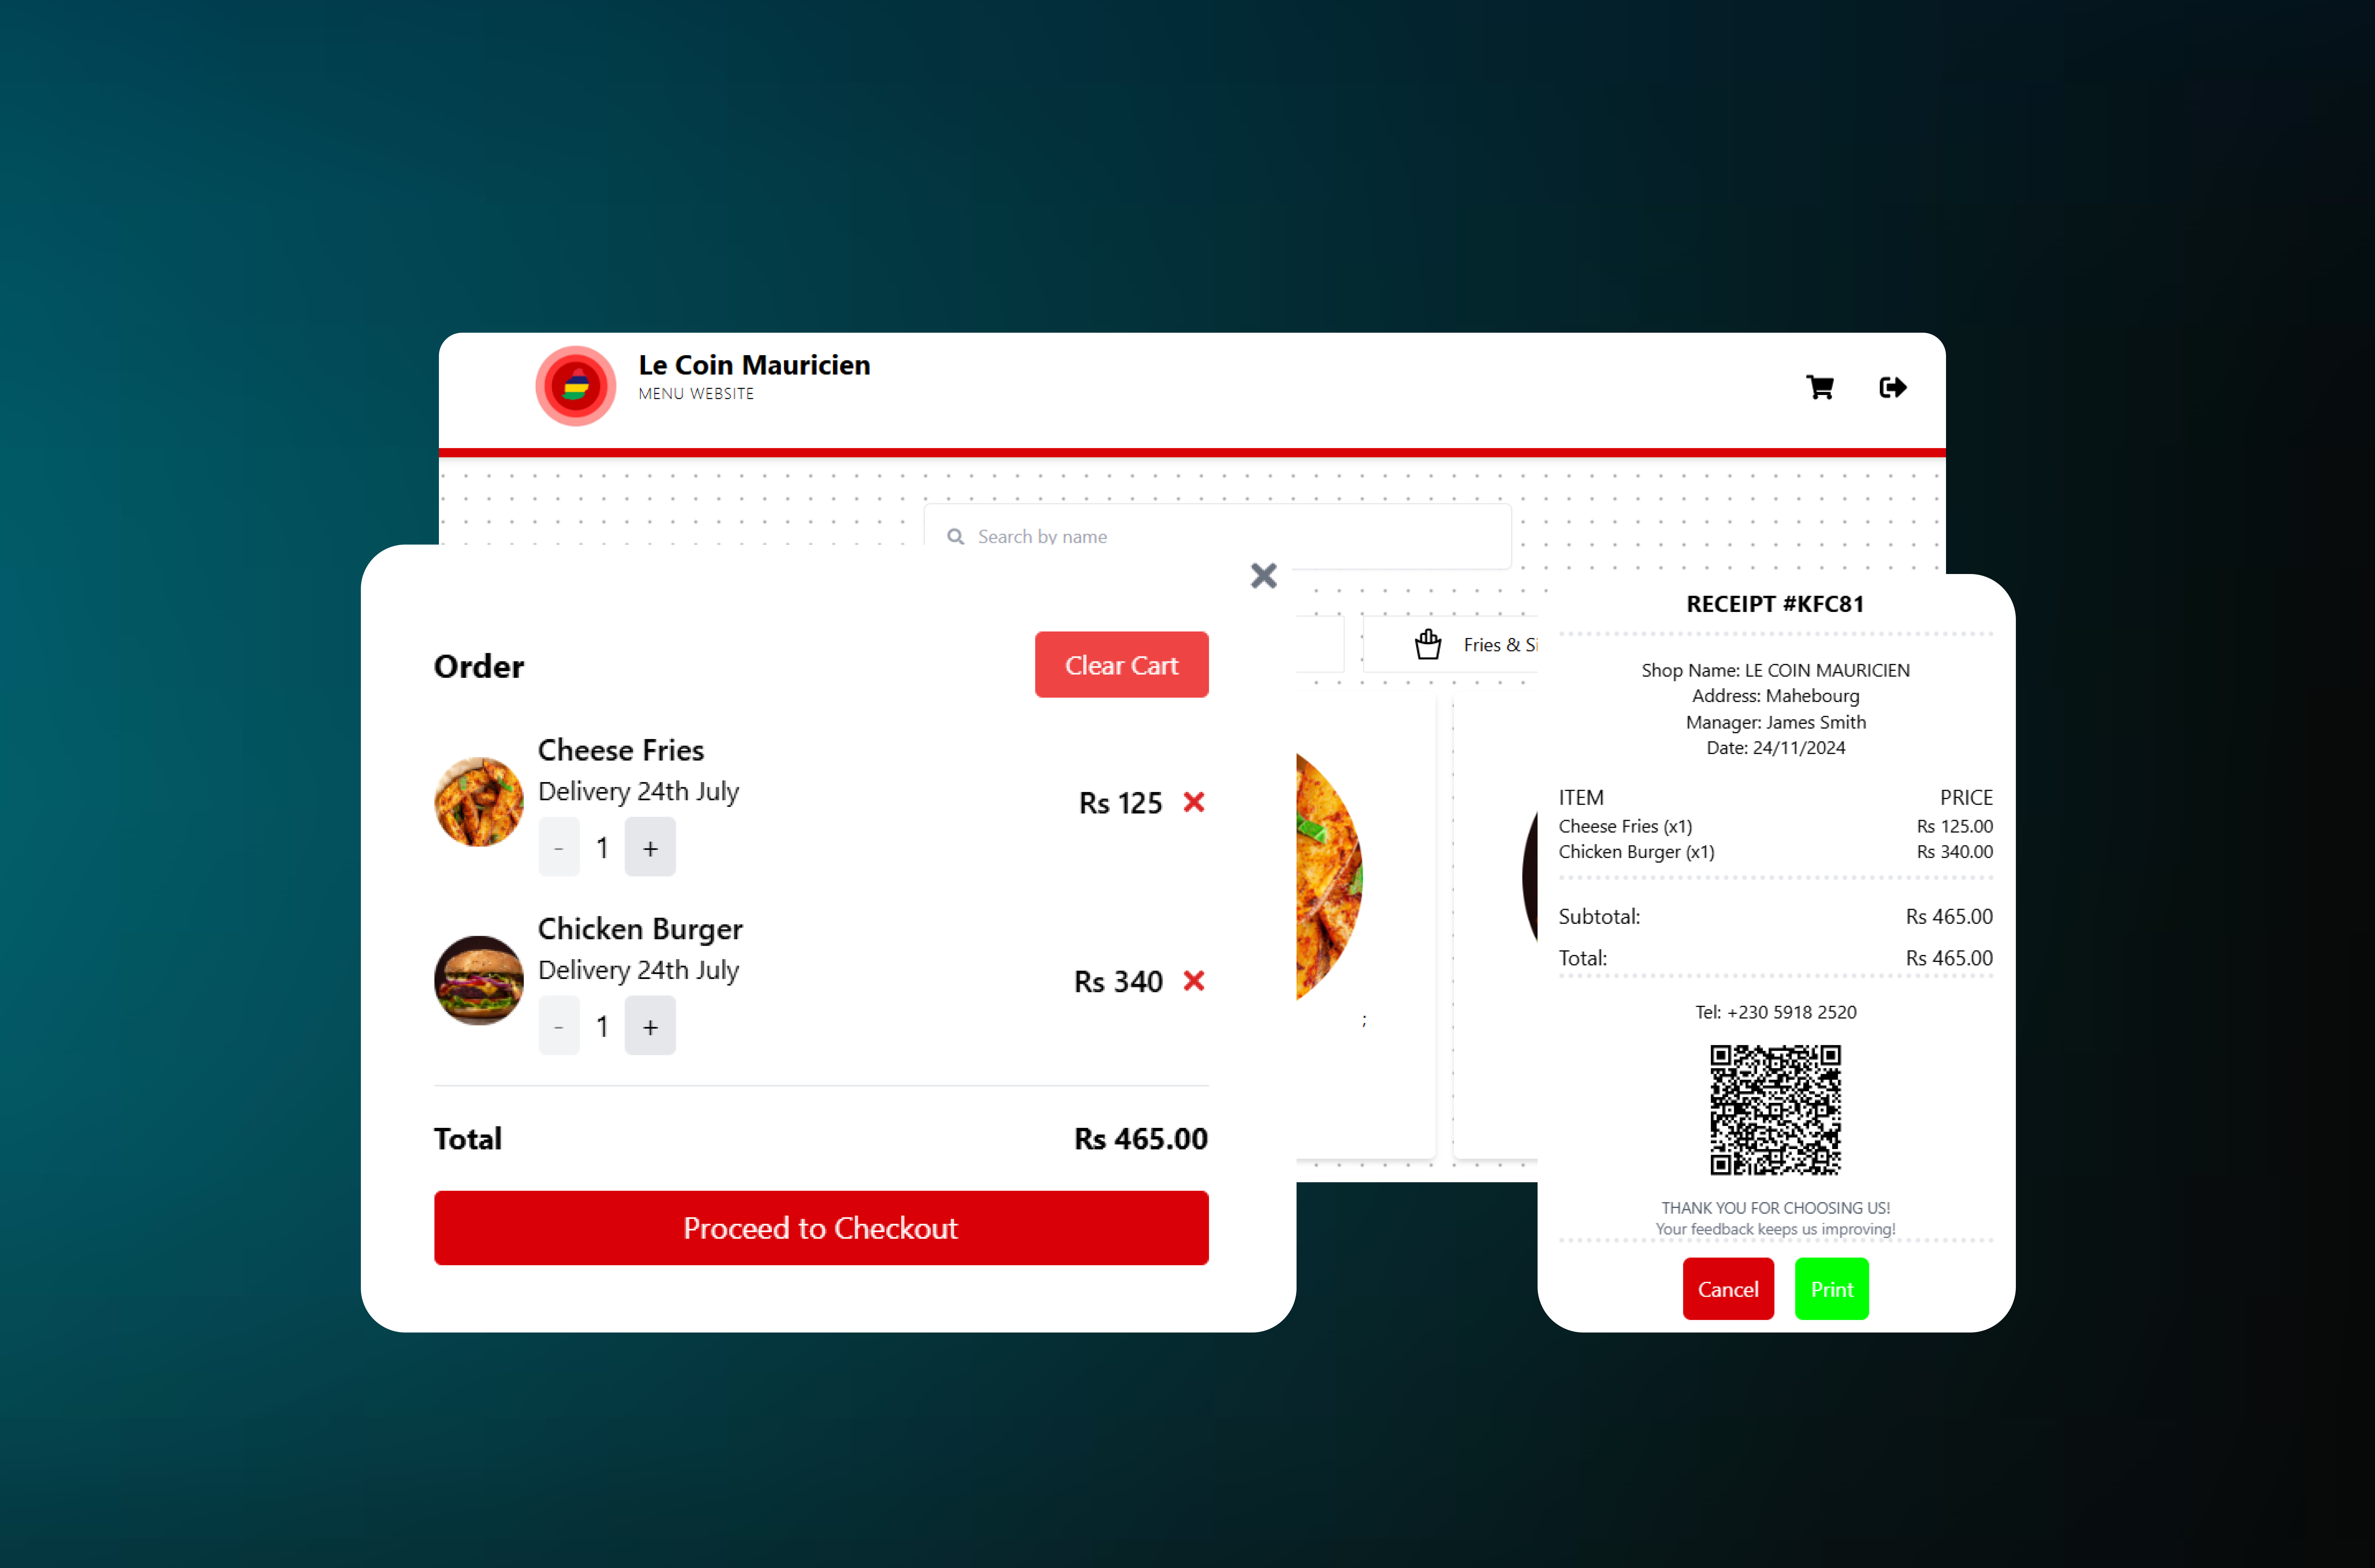 Le Coin Mauricien
MENU WEBSITE
Search by name
Fries & Si
;
Order
Clear Cart
Cheese Fries
Delivery 24th July
- 1 +
Rs 125
Chicken Burger
Delivery 24th July
- 1 +
Rs 340
Total
Rs 465.00
Proceed to Checkout
RECEIPT #KFC81
Shop Name: LE COIN MAURICIEN
Address: Mahebourg
Manager: James Smith
Date: 24/11/2024
ITEM PRICE
Cheese Fries (x1) Rs 125.00
Chicken Burger (x1) Rs 340.00
Subtotal: Rs 465.00
Total: Rs 465.00
Tel: +230 5918 2520
THANK YOU FOR CHOOSING US!
Your feedback keeps us improving!
Cancel
Print